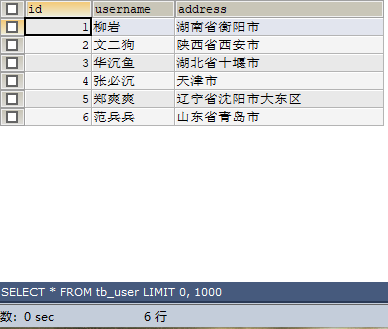 id username address
1 柳岩 湖南省衡阳市
2 文二狗 陕西省西安市
3 华沉鱼 湖北省十堰市
4 张必沉 天津市
5 郑爽爽 辽宁省沈阳市大东区
6 范兵兵 山东省青岛市
SELECT * FROM tb_user LIMIT 0, 1000
数: 0 sec 6 行